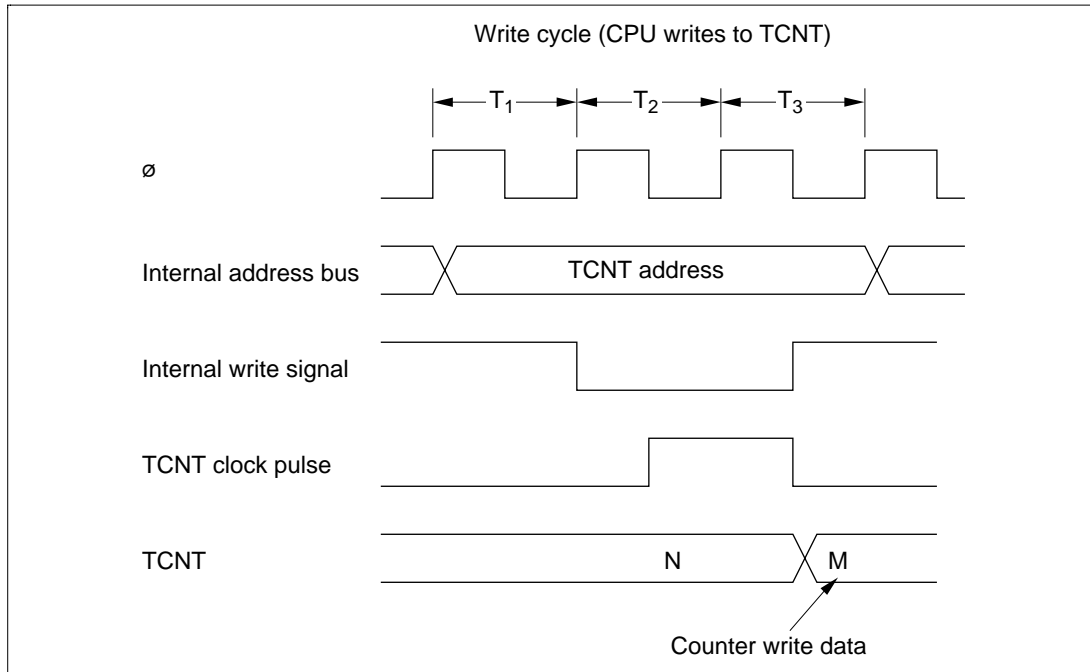 Write cycle (CPU writes to TCNT)
T1 T2 T3
ø
Internal address bus TCNT address
Internal write signal
TCNT clock pulse
TCNT N M
Counter write data